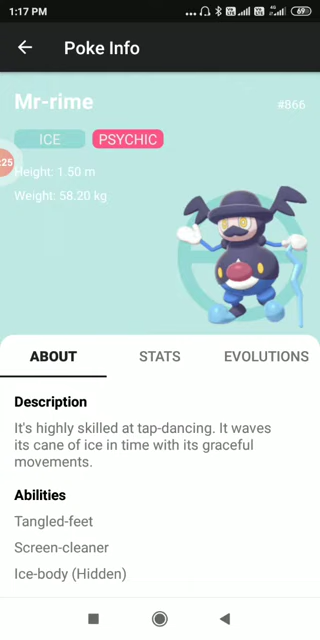 1:17 PM
69
Poke Info
Mr-rime
#866
ICE
PSYCHIC
:25
Height: 1.50 m
Weight: 58.20 kg
ABOUT
STATS
EVOLUTIONS
Description
It's highly skilled at tap-dancing. It waves
its cane of ice in time with its graceful
movements.
Abilities
Tangled-feet
Screen-cleaner
Ice-body (Hidden)